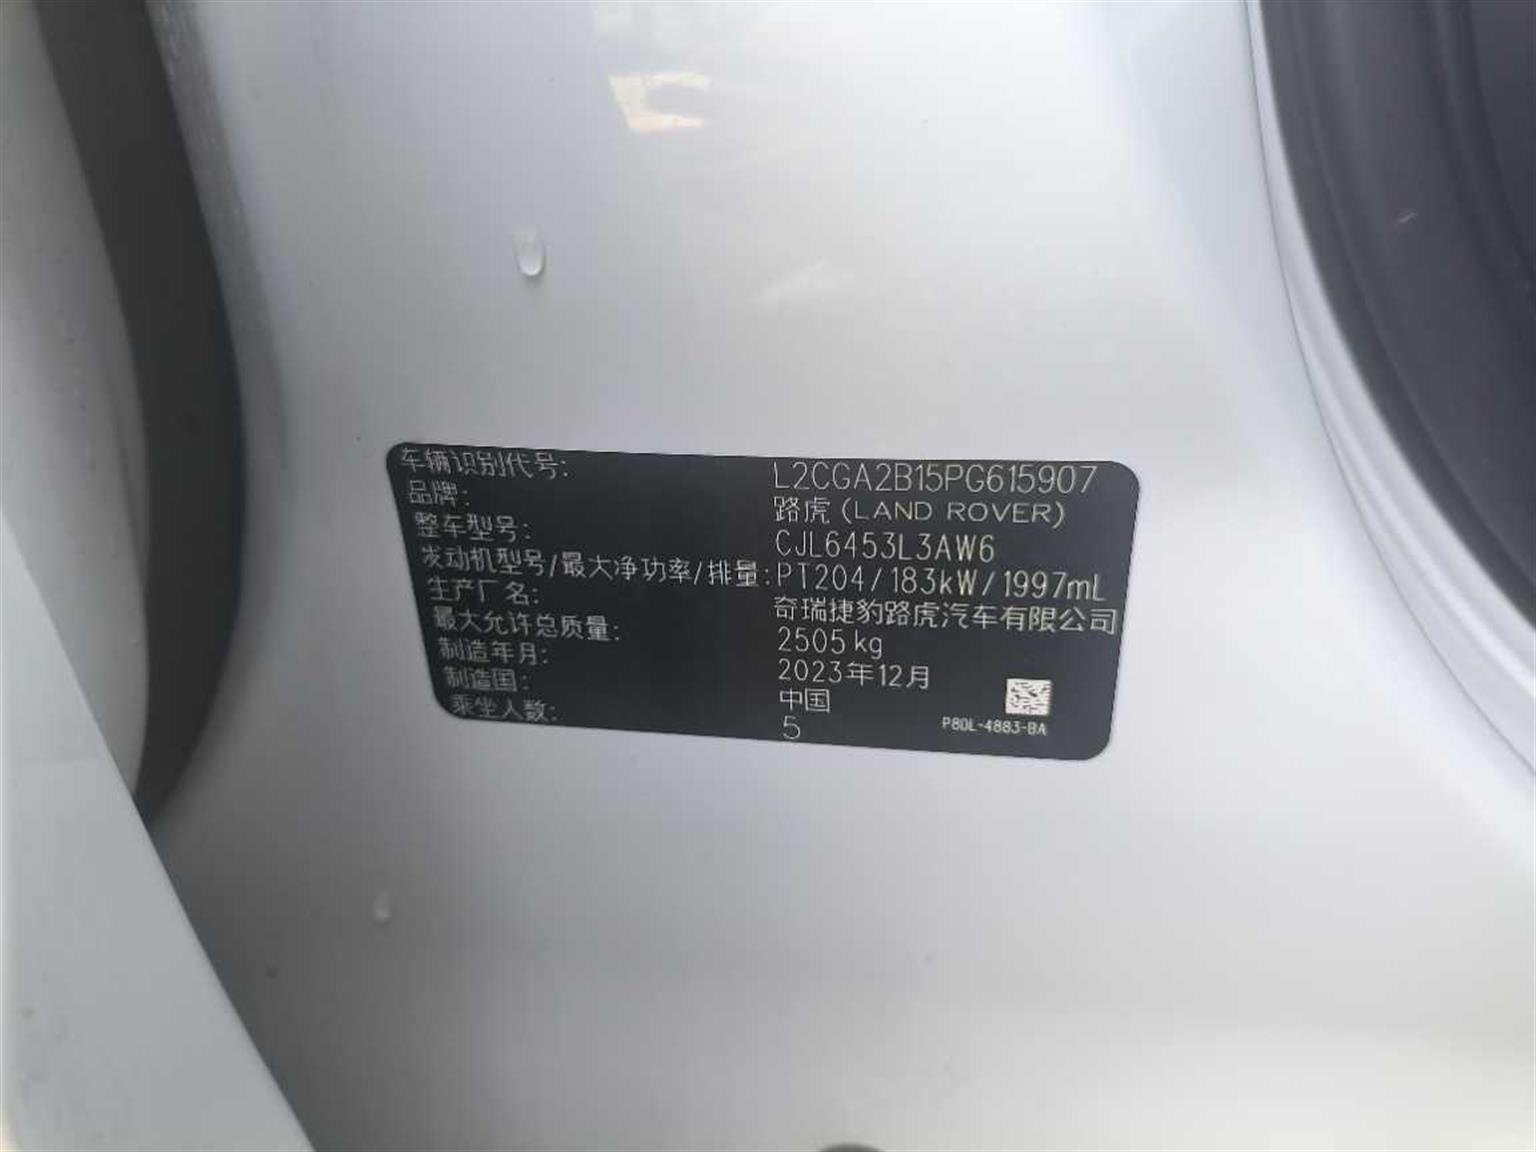 车辆识别代号: L2CGA2B15PG615907
品牌: 路虎 (LAND ROVER)
整车型号: CJL6453L3AW6
发动机型号/最大净功率/排量: PT204/183kW/1997mL
生产厂名: 奇瑞捷豹路虎汽车有限公司
最大允许总质量: 2505kg
制造年月: 2023年12月
制造国: 中国
乘坐人数: 5
P80L-4883-BA